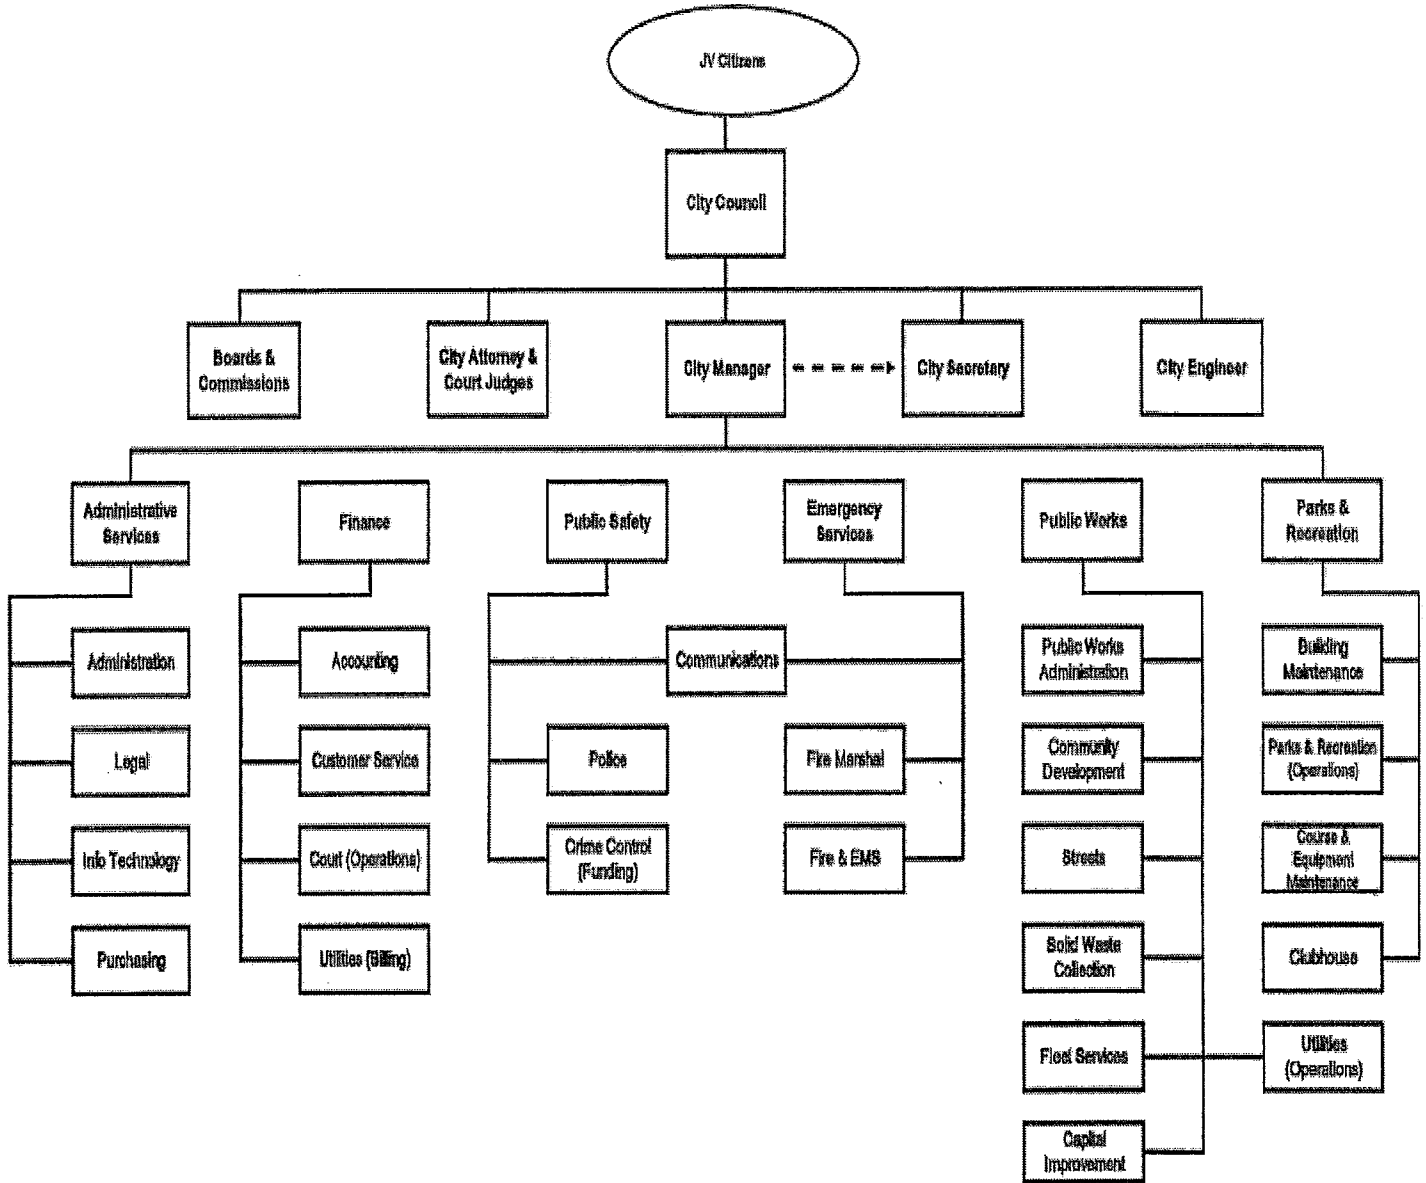 JV Citizens
City Council
Boards &
Commissions
City Attorney &
Court Judges
City Manager
City Secretary
City Engineer
Administrative
Services
Finance
Public Safety
Emergency
Services
Public Works
Parks &
Recreation
Administration
Accounting
Communications
Public Works
Administration
Building
Maintenance
Legal
Customer Service
Police
Fire Marshal
Community
Development
Parks & Recreation
(Operations)
Info Technology
Court (Operations)
Crime Control
(Funding)
Fire & EMS
Streets
Course &
Equipment
Maintenance
Purchasing
Utilities (Billing)
Solid Waste
Collection
Clubhouse
Fleet Services
Utilities
(Operations)
Capital
Improvement